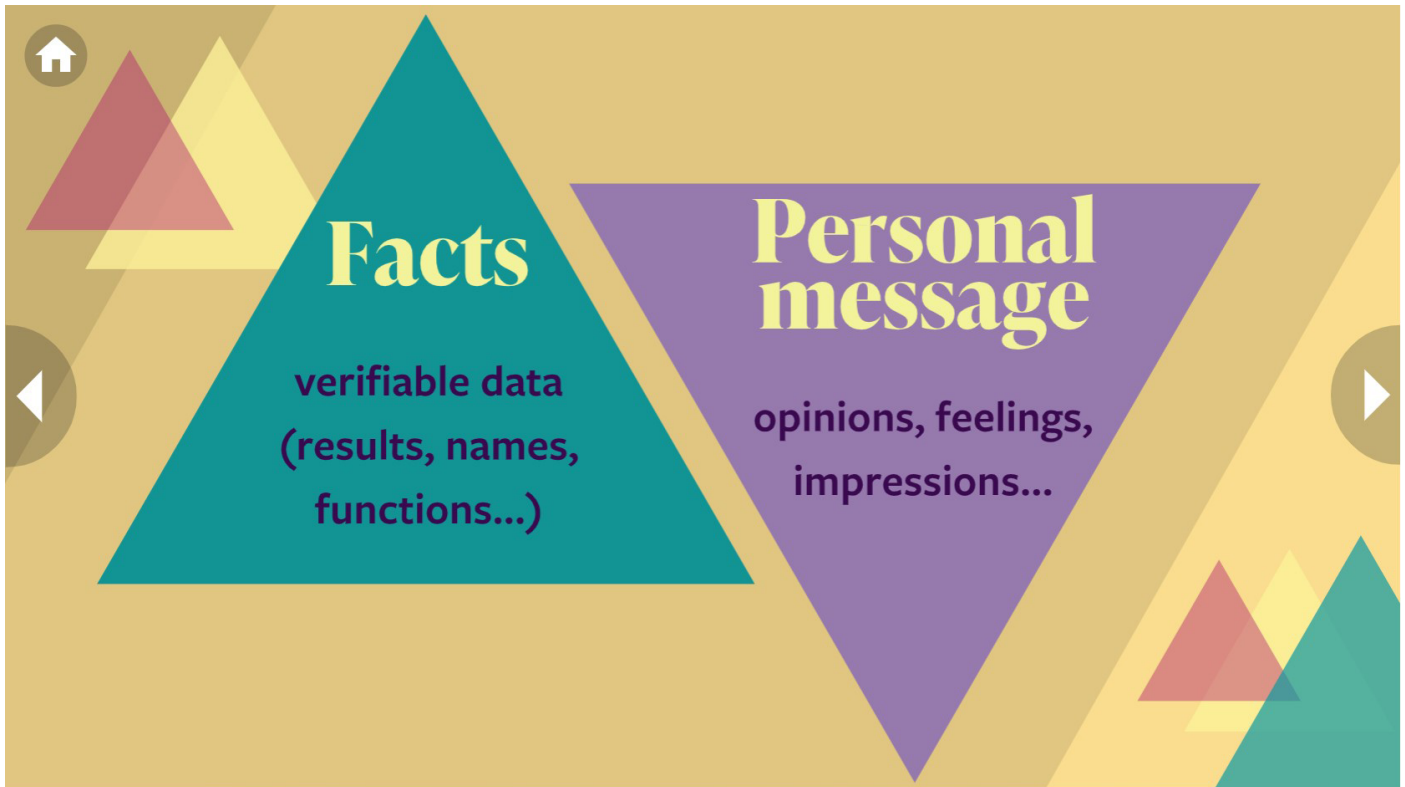 Facts
verifiable data
(results, names,
functions...)
Personal
message
opinions, feelings,
impressions...